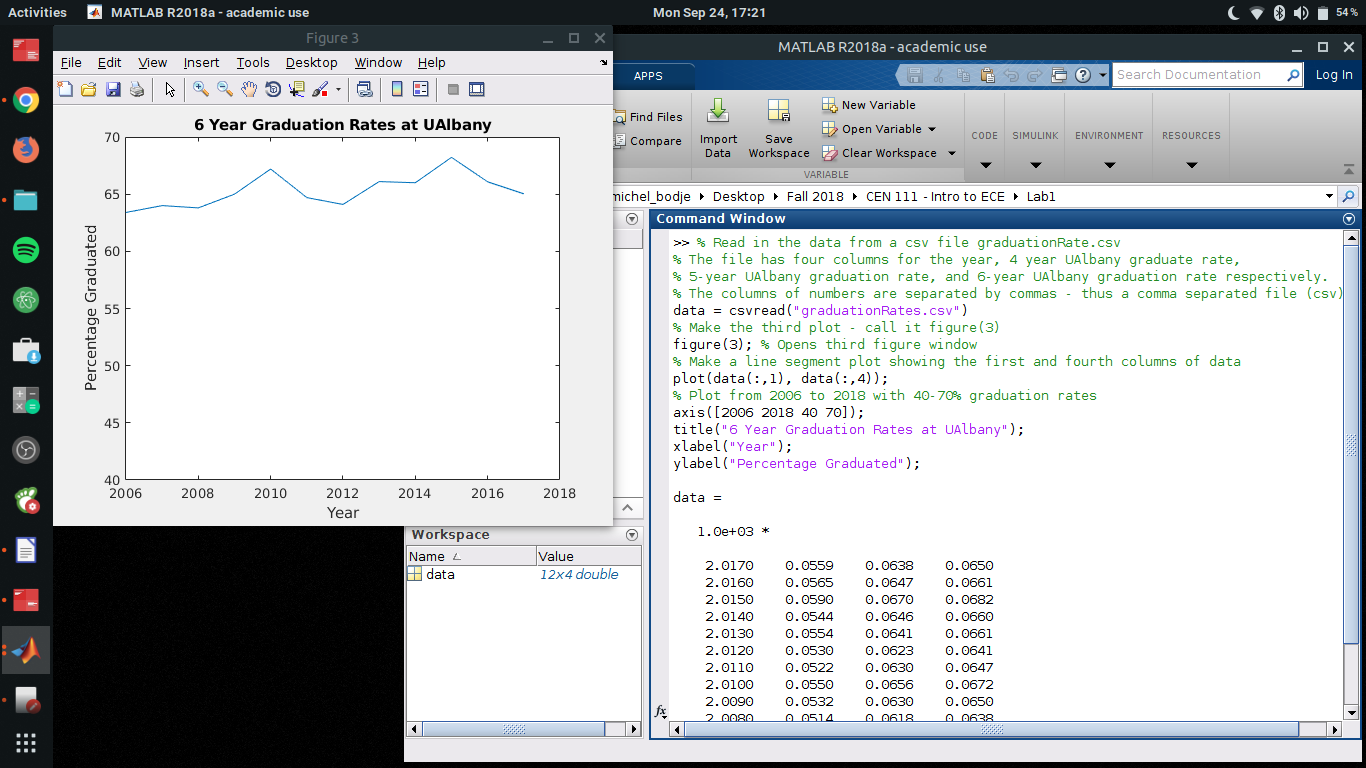 Activities MATLAB R2018a - academic use Mon Sep 24, 17:21 54%
Figure 3
File Edit View Insert Tools Desktop Window Help
6 Year Graduation Rates at UAlbany
70
65
60
55
50
45
40
Percentage Graduated
2006 2008 2010 2012 2014 2016 2018
Year
MATLAB R2018a - academic use
APPS
Search Documentation
Log In
Find Files
Compare
Import
Data
Save
Workspace
New Variable
Open Variable
Clear Workspace
VARIABLE
CODE
SIMULINK
ENVIRONMENT
RESOURCES
michel_bodje Desktop Fall 2018 CEN 111 - Intro to ECE Lab1
Command Window
>> % Read in the data from a csv file graduationRate.csv
% The file has four columns for the year, 4 year UAlbany graduate rate,
% 5-year UAlbany graduation rate, and 6-year UAlbany graduation rate respectively.
% The columns of numbers are separated by commas - thus a comma separated file (csv)
data = csvread("graduationRates.csv")
% Make the third plot - call it figure(3)
figure(3); % Opens third figure window
% Make a line segment plot showing the first and fourth columns of data
plot(data(:,1), data(:,4));
% Plot from 2006 to 2018 with 40-70% graduation rates
axis([2006 2018 40 70]);
title("6 Year Graduation Rates at UAlbany");
xlabel("Year");
ylabel("Percentage Graduated");
data =
1.0e+03 *
2.0170 0.0559 0.0638 0.0650
2.0160 0.0565 0.0647 0.0661
2.0150 0.0590 0.0670 0.0682
2.0140 0.0544 0.0646 0.0660
2.0130 0.0554 0.0641 0.0661
2.0120 0.0530 0.0623 0.0641
2.0110 0.0522 0.0630 0.0647
2.0100 0.0550 0.0656 0.0672
2.0090 0.0532 0.0630 0.0650
2.0080 0.0514 0.0618 0.0638
fx
Workspace
Name Value
data 12x4 double